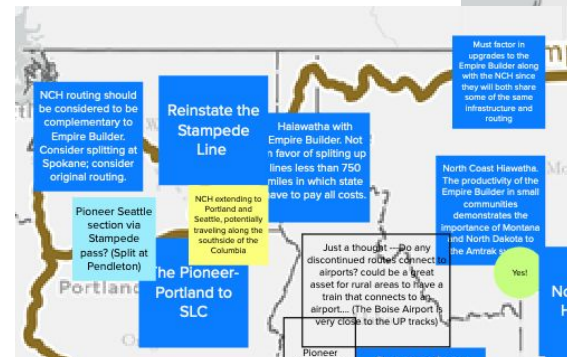 NCH routing should
be considered to be
complementary to
Empire Builder.
Consider splitting at
Spokane; consider
original routing.
Reinstate the
Stampede
Line
Haiawatha with
Empire Builder. Not
n favor of spliting up
lines less than 750
miles in which state
have to pay all costs.
Must factor in
upgrades to the
Empire Builder along
with the NCH since
they will both share
some of the same
infrastructure and
routing
North Coast Hiawatha.
The productivity of the
Empire Builder in small
communities
demonstrates the
importance of Montana
and North Dakota to
the Amtrak
Yes!
Pioneer Seattle
section via
Stampede
pass? (Split at
Pendleton)
NCH extending to
Portland and
Seattle, potentially
traveling along the
southside of the
Columbia
The Pioneer-
Portland to
SLC
Portland
Just a thought --- Do any
discontinued routes connect to
airports? could be a great
asset for rural areas to have a
train that connects to an
airport.... (The Boise Airport is
very close to the UP tracks)
Pioneer